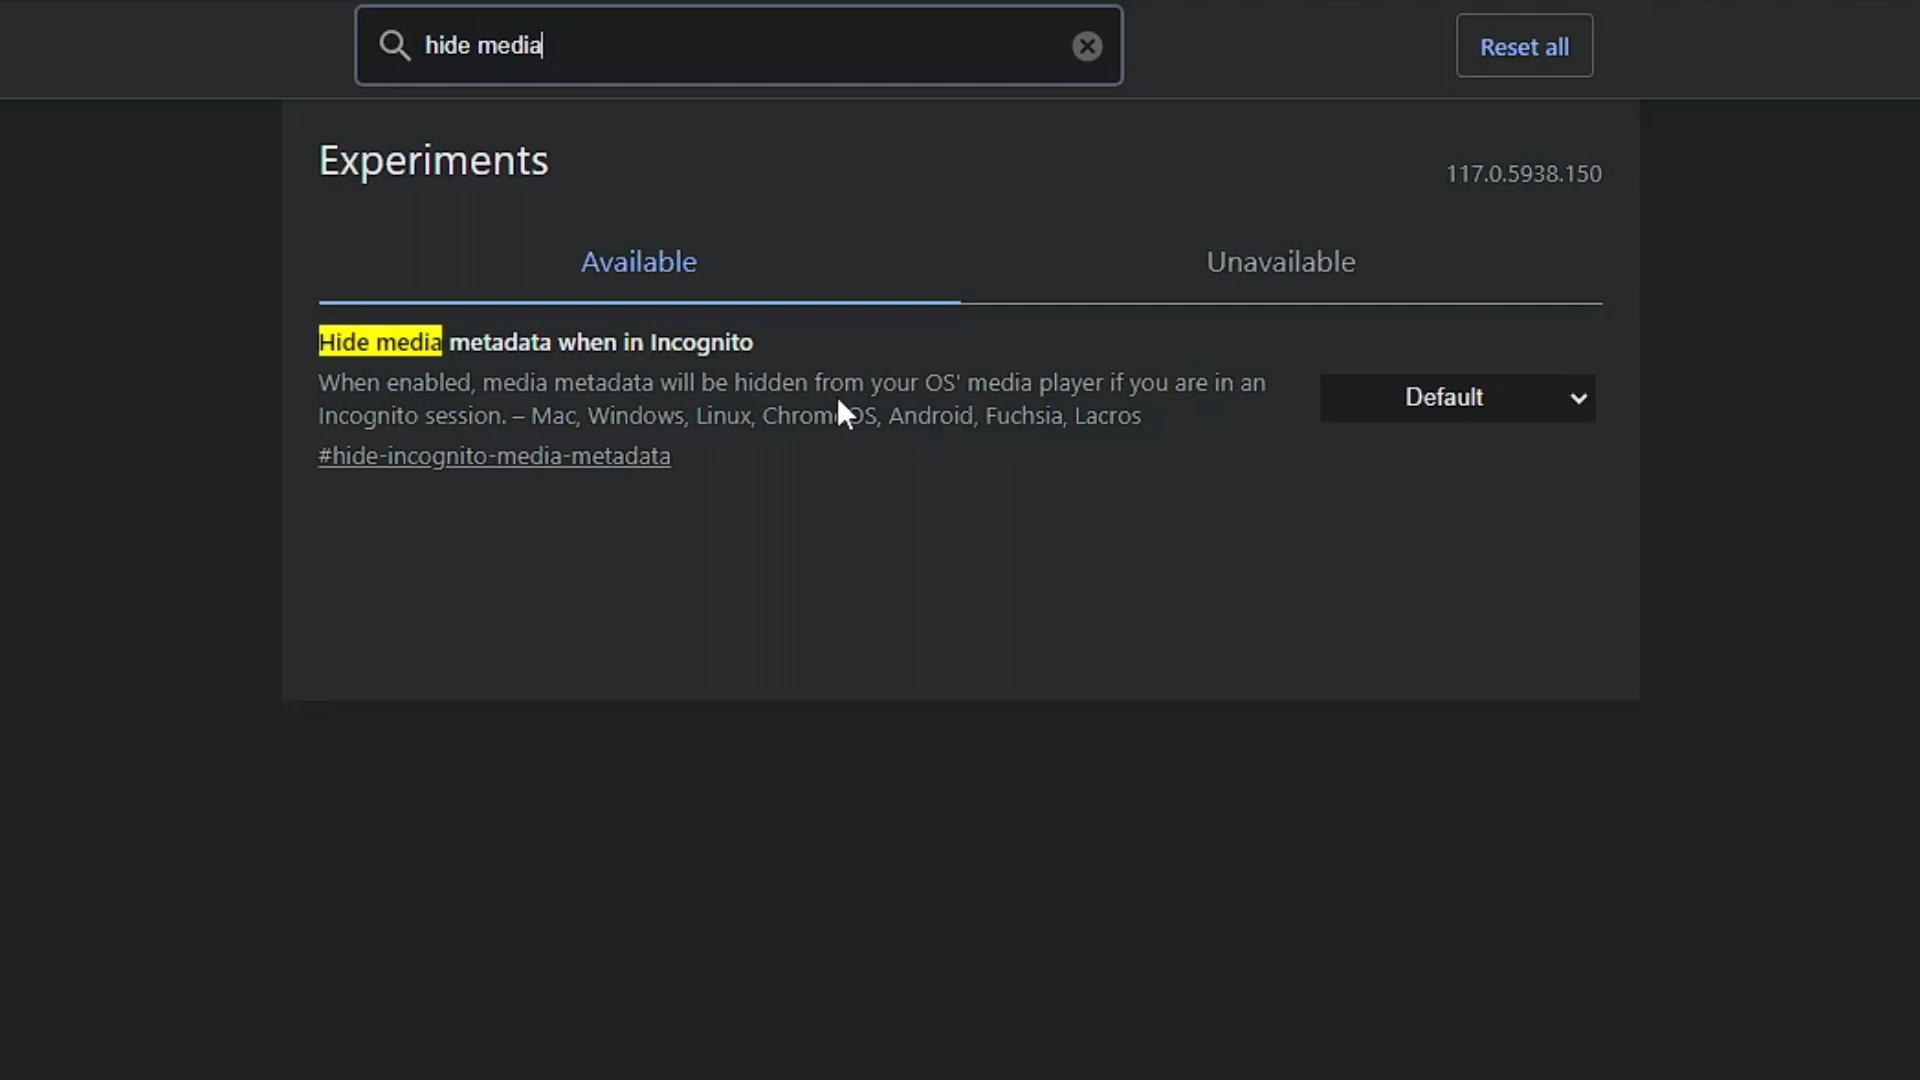 hide media
Reset all
Experiments
117.0.5938.150
Available
Unavailable
Hide media metadata when in Incognito
When enabled, media metadata will be hidden from your OS' media player if you are in an
Incognito session. – Mac, Windows, Linux, ChromeOS, Android, Fuchsia, Lacros
Default
#hide-incognito-media-metadata